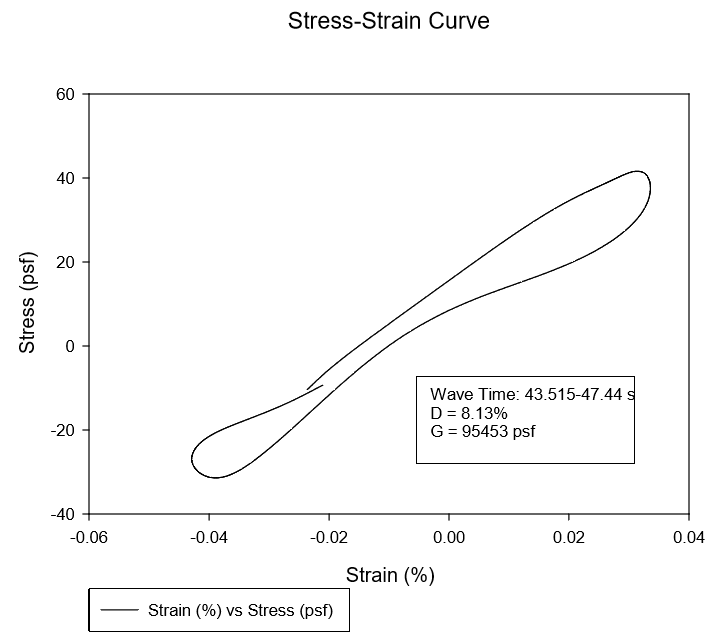 Stress-Strain Curve
60
40
20
0
-20
-40
Stress (psf)
Wave Time: 43.515-47.44 s
D = 8.13%
G = 95453 psf
-0.06 -0.04 -0.02 0.00 0.02 0.04
Strain (%)
Strain (%) vs Stress (psf)